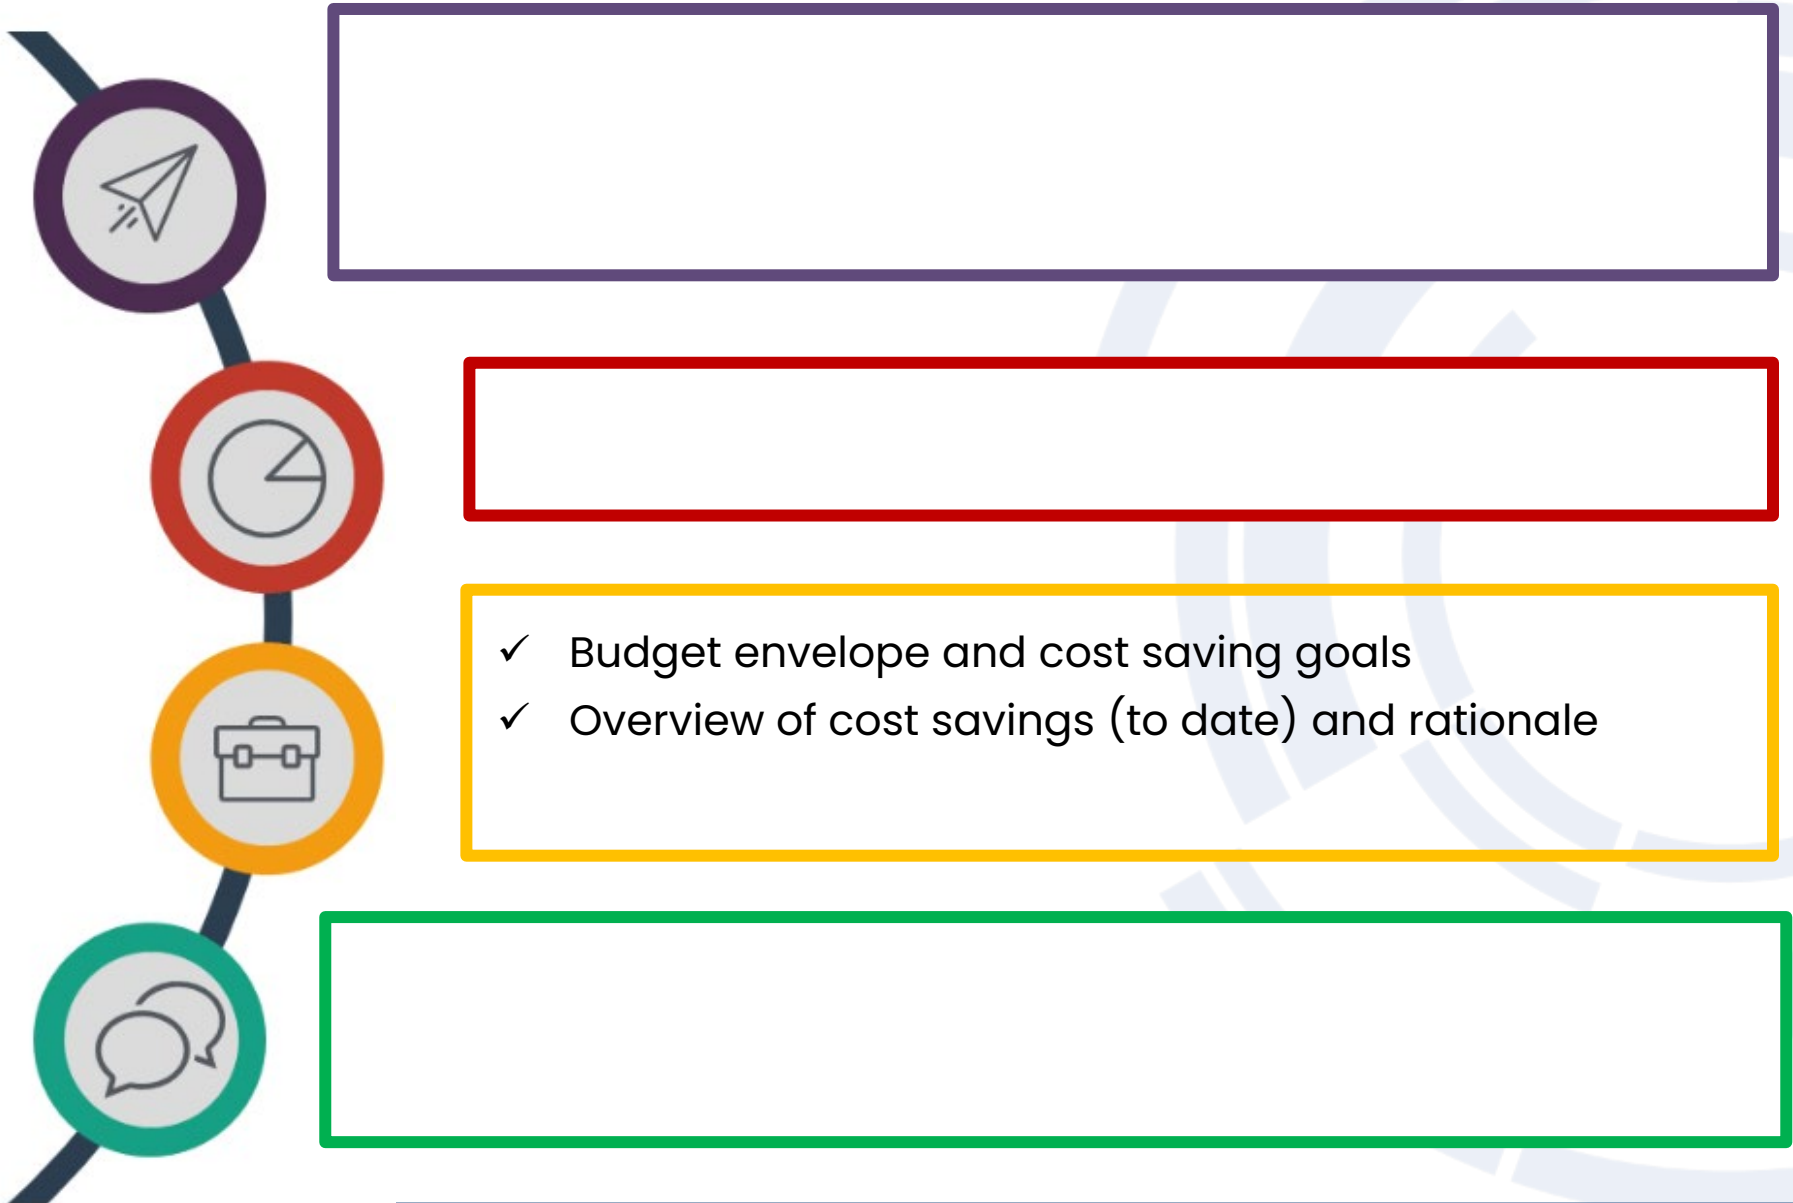 ✓ Budget envelope and cost saving goals
✓ Overview of cost savings (to date) and rationale